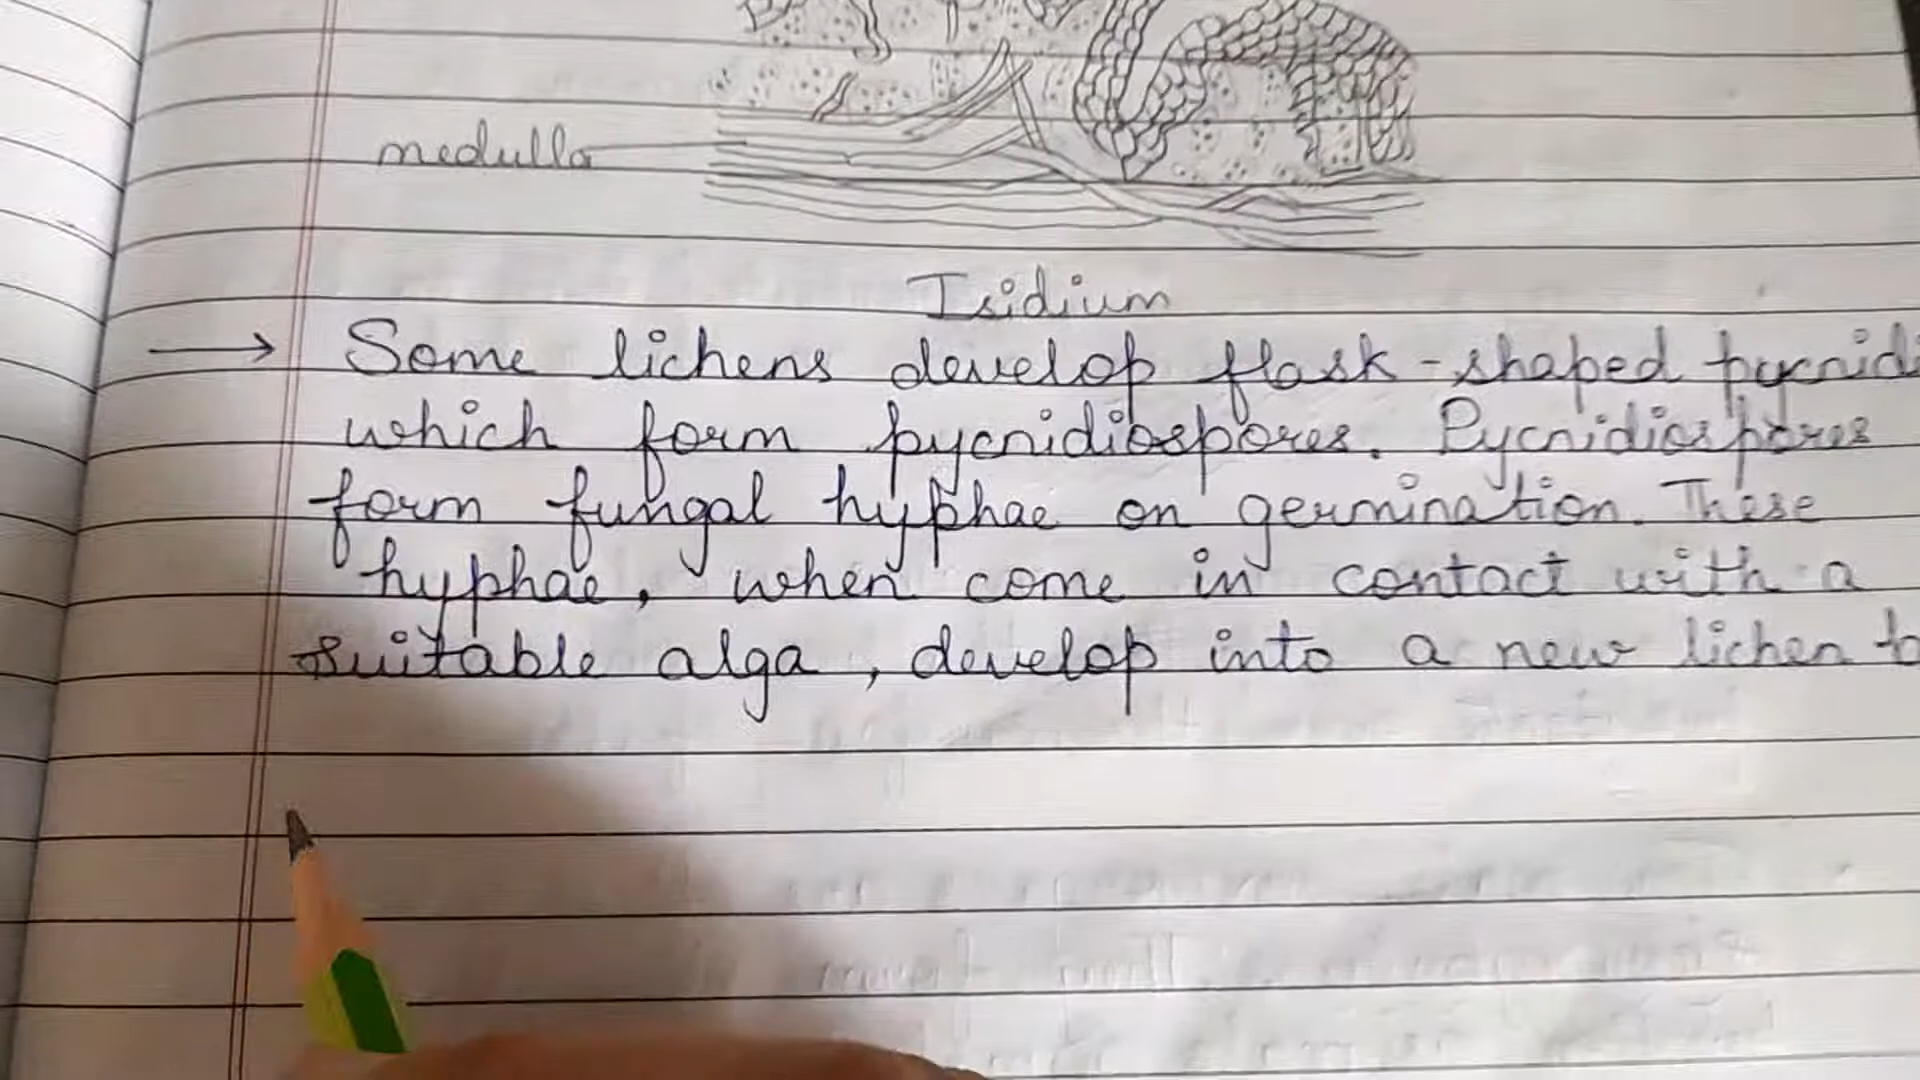 medulla
Isidium
→ Some lichens develop flask-shaped pycnidi
which form pycnidiospores. Pycnidiospores
form fungal hyphae on germination. These
hyphae, when come in contact with a
suitable alga, develop into a new lichen